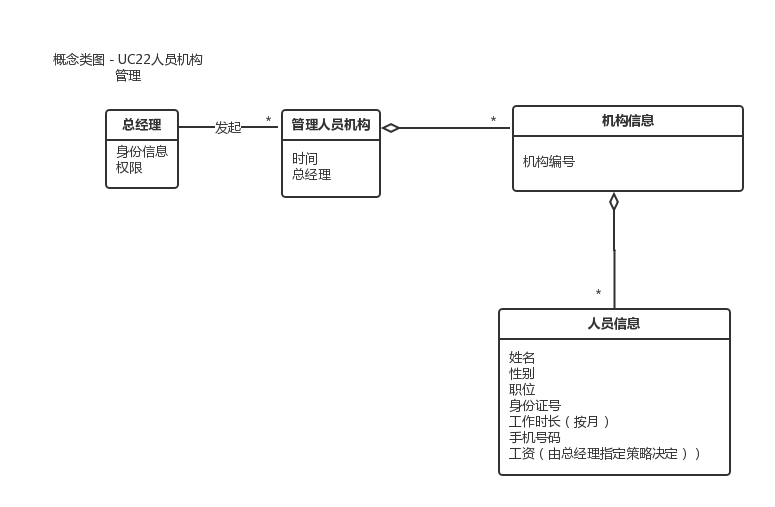 概念类图 - UC22人员机构
管理
总经理
身份信息
权限
发起
*
管理人员机构
时间
总经理
*
机构信息
机构编号
*
人员信息
姓名
性别
职位
身份证号
工作时长（按月）
手机号码
工资（由总经理指定策略决定））